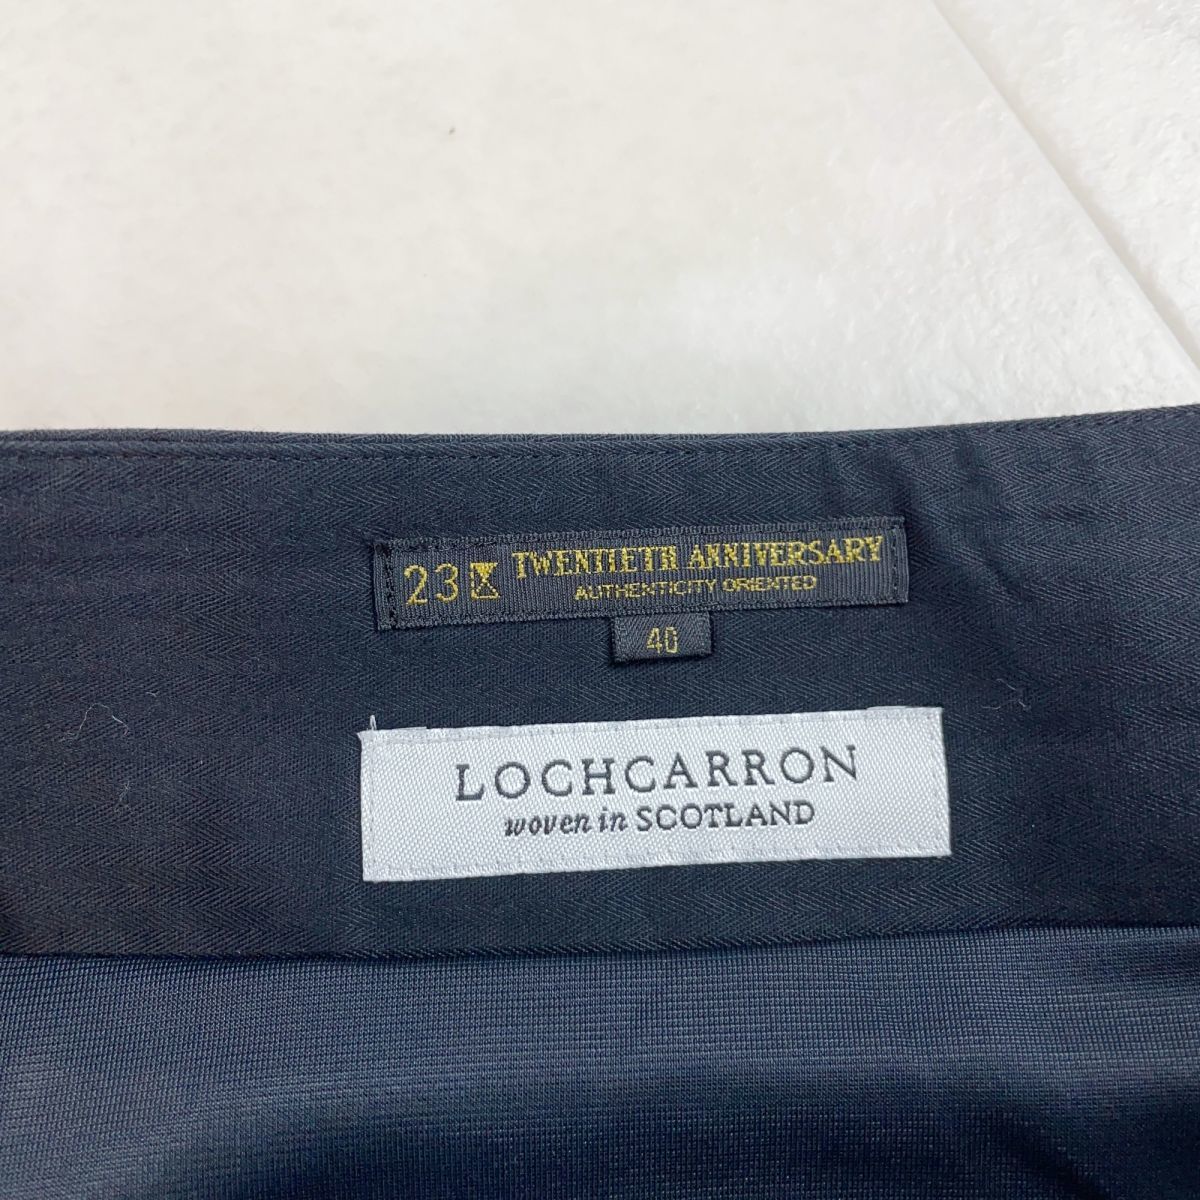 23区 TWENTIETH ANNIVERSARY
AUTHENTICITY ORIENTED
40
LOCHCARRON
woven in SCOTLAND